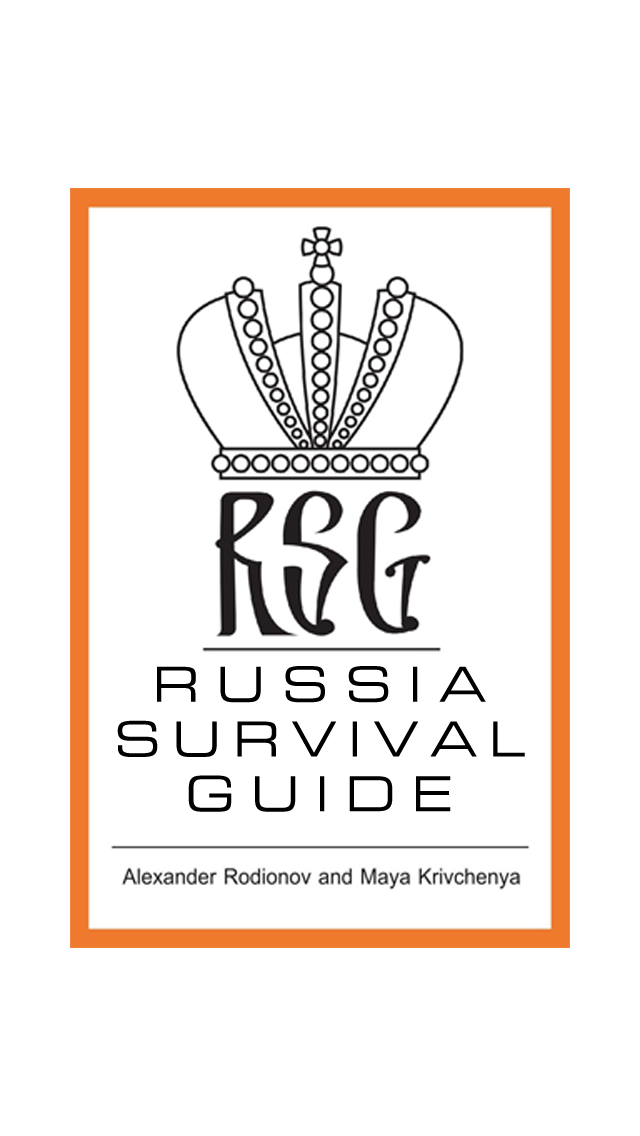 RSG
RUSSIA
SURVIVAL
GUIDE
Alexander Rodionov and Maya Krivchenya